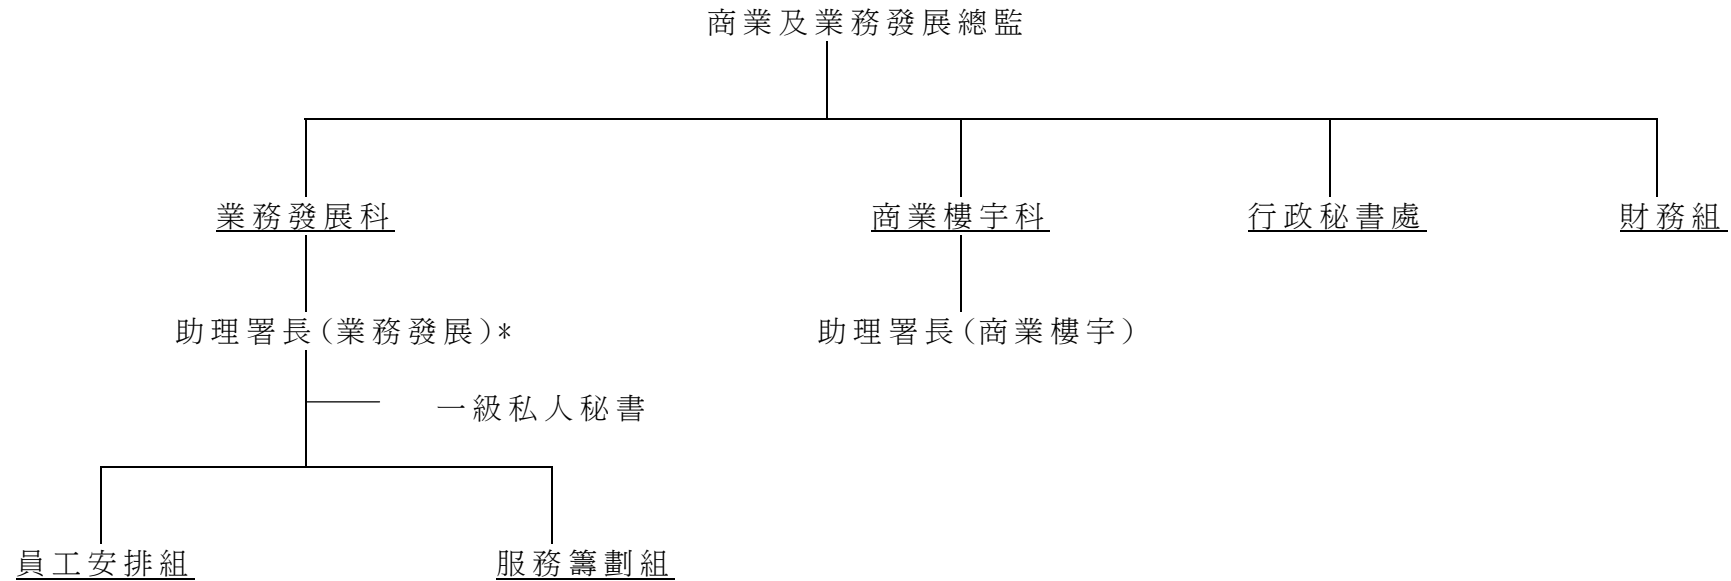 商業及業務發展總監
業務發展科 商業樓宇科 行政秘書處 財務組
助理署長(業務發展)* 助理署長(商業樓宇)
一級私人秘書
員工安排組 服務籌劃組